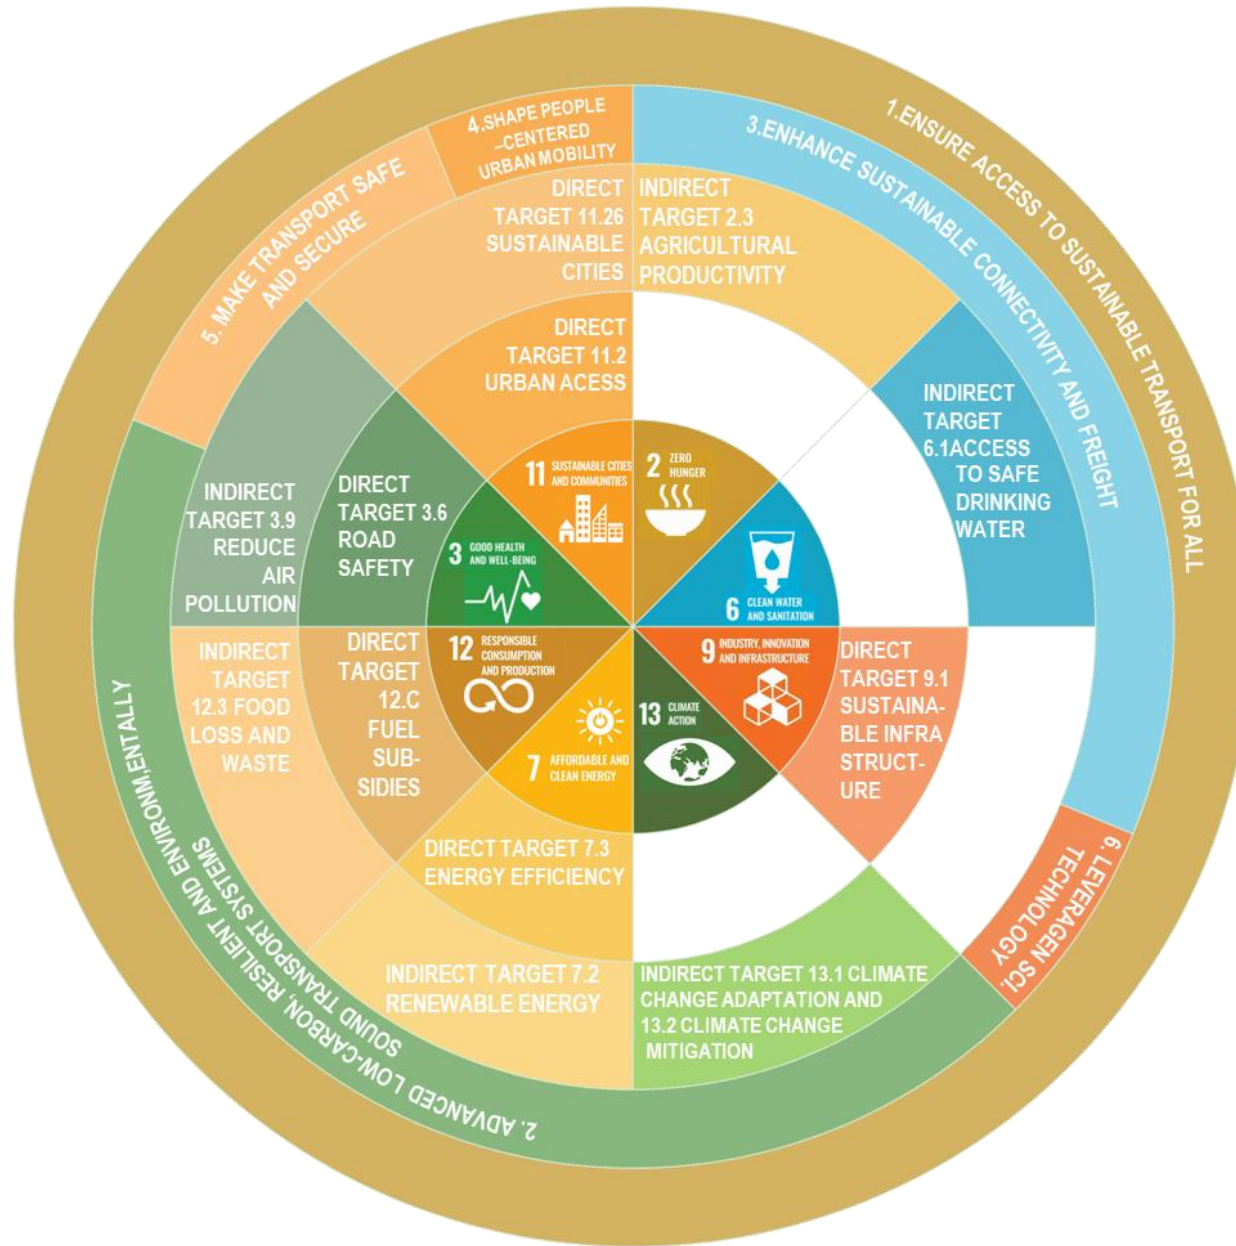 1.ENSURE ACCESS TO SUSTAINABLE TRANSPORT FOR ALL
3.ENHANCE SUSTAINABLE CONNECTIVITY AND FREIGHT
4.SHAPE PEOPLE
–CENTERED
URBAN MOBILITY
5. MAKE TRANSPORT SAFE
AND SECURE
2. ADVANCED LOW-CARBON, RESILIENT AND ENVIRONM,ENTALLY
SOUND TRANSPORT SYSTEMS
6. LEVERAGEN SCI.
TECHNOLOGY
DIRECT
TARGET 11.26
SUSTAINABLE
CITIES
INDIRECT
TARGET 2.3
AGRICULTURAL
PRODUCTIVITY
DIRECT
TARGET 11.2
URBAN ACESS
INDIRECT
TARGET
6.1ACCESS
TO SAFE
DRINKING
WATER
INDIRECT
TARGET 3.9
REDUCE
AIR
POLLUTION
DIRECT
TARGET 3.6
ROAD
SAFETY
11 SUSTAINABLE CITIES
AND COMMUNITIES
2 ZERO
HUNGER
3 GOOD HEALTH
AND WELL-BEING
6 CLEAN WATER
AND SANITATION
12 RESPONSIBLE
CONSUMPTION
AND PRODUCTION
9 INDUSTRY, INNOVATION
AND INFRASTRUCTURE
7 AFFORDABLE AND
CLEAN ENERGY
13 CLIMATE
ACTION
INDIRECT
TARGET
12.3 FOOD
LOSS AND
WASTE
DIRECT
TARGET
12.C
FUEL
SUB-
SIDIES
DIRECT
TARGET 9.1
SUSTAINA-
BLE INFRA
STRUCT-
URE
DIRECT TARGET 7.3
ENERGY EFFICIENCY
INDIRECT TARGET 7.2
RENEWABLE ENERGY
INDIRECT TARGET 13.1 CLIMATE
CHANGE ADAPTATION AND
13.2 CLIMATE CHANGE
MITIGATION